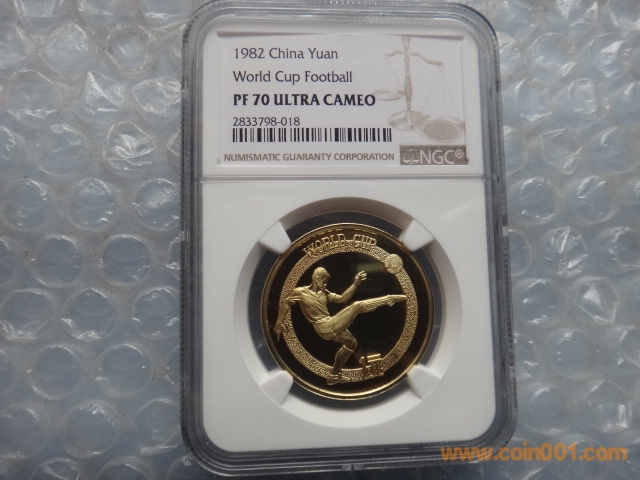 1982 China Yuan
World Cup Football
PF 70 ULTRA CAMEO
2833798-018
NUMISMATIC GUARANTY CORPORATION
NGC®
WORLD CUP
www.coin001.com